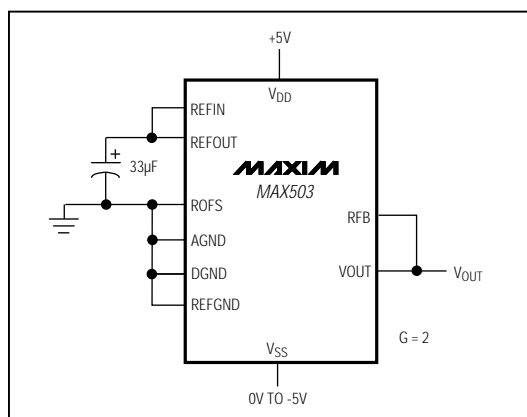 +5V
VDD
REFIN
REFOUT
+
33µF
MAXIM
MAX503
ROFS
RFB
AGND
DGND
VOUT
VOUT
REFGND
VSS
G = 2
0V TO -5V